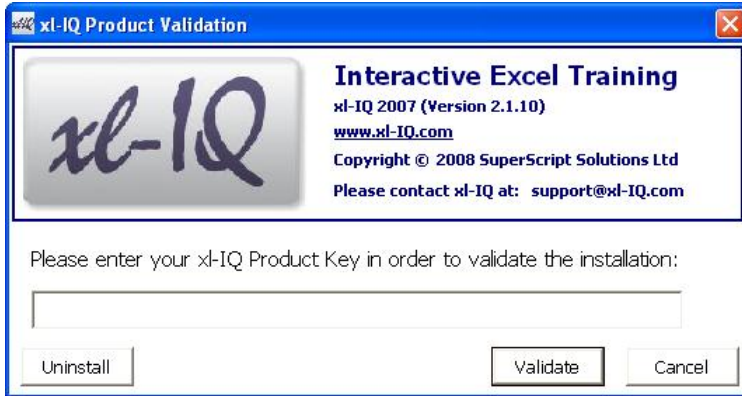 xl-IQ Product Validation
xl-IQ
Interactive Excel Training
xl-IQ 2007 (Version 2.1.10)
www.xl-IQ.com
Copyright © 2008 SuperScript Solutions Ltd
Please contact xl-IQ at: support@xl-IQ.com
Please enter your xl-IQ Product Key in order to validate the installation:
Uninstall Validate Cancel